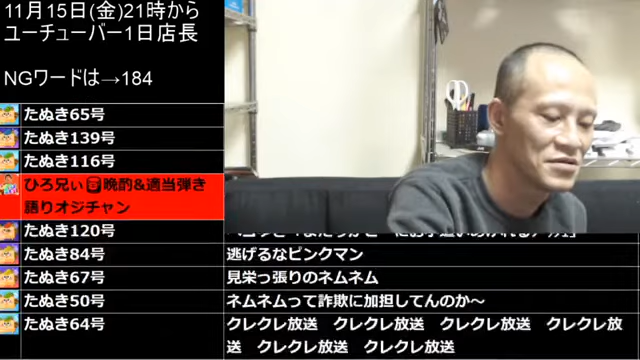 11月15日(金)21時から
ユーチューバー1日店長
NGワードは→184
たぬき65号
たぬき139号
たぬき116号
ひろ兄ぃ 晩酌&適当弾き
語りオジチャン
たぬき120号
たぬき84号 逃げるなピンクマン
たぬき67号 見栄っ張りのネムネム
たぬき50号 ネムネムって詐欺に加担してんのか～
たぬき64号 クレクレ放送 クレクレ放送 クレクレ放送 クレクレ放
送 クレクレ放送 クレクレ放送